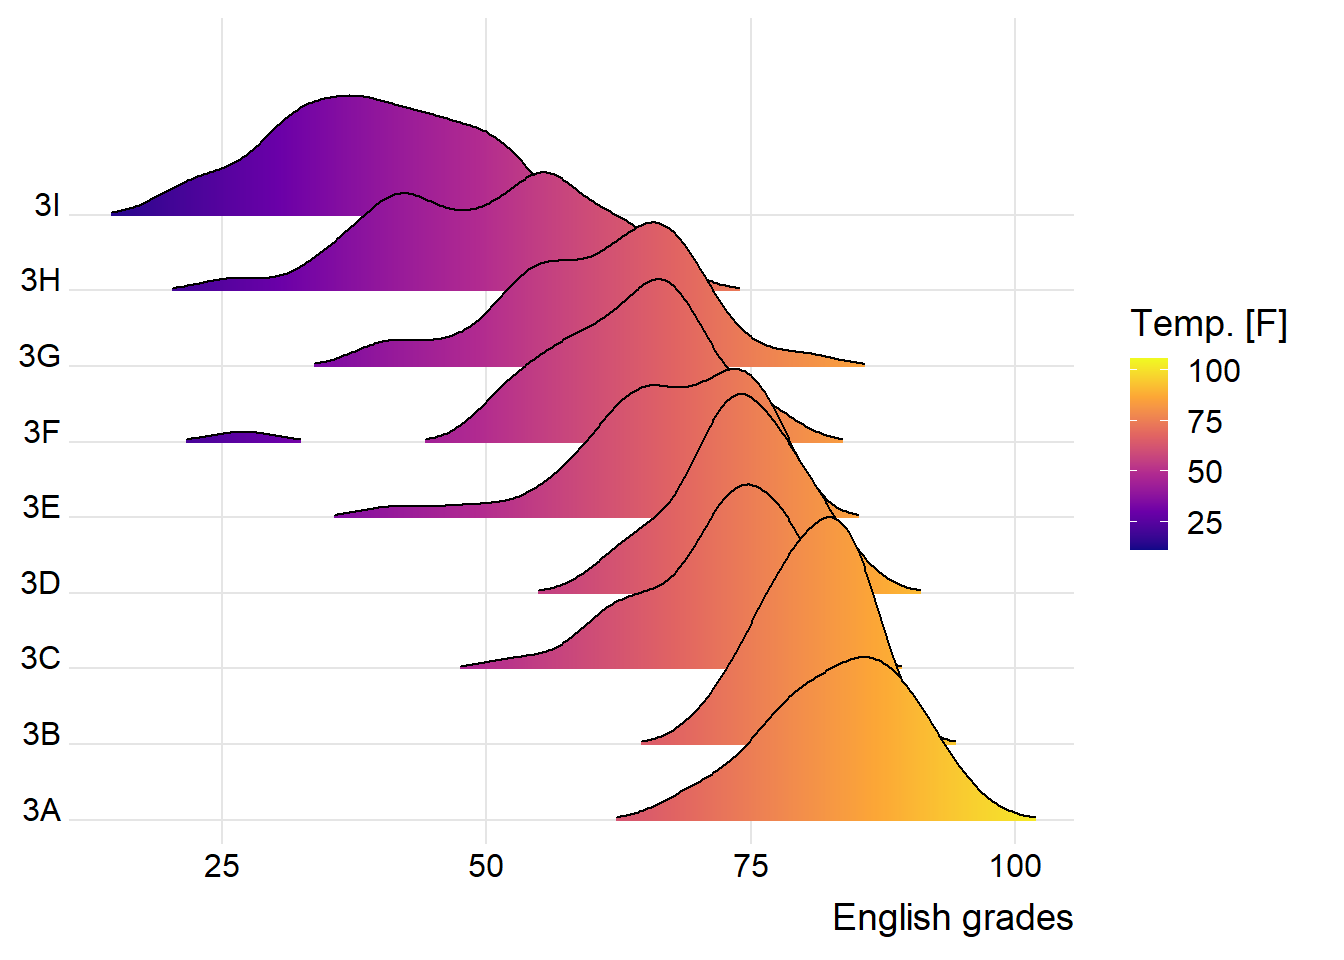 3I
3H
3G
3F
3E
3D
3C
3B
3A
25 50 75 100
English grades
Temp. [F]
100
75
50
25